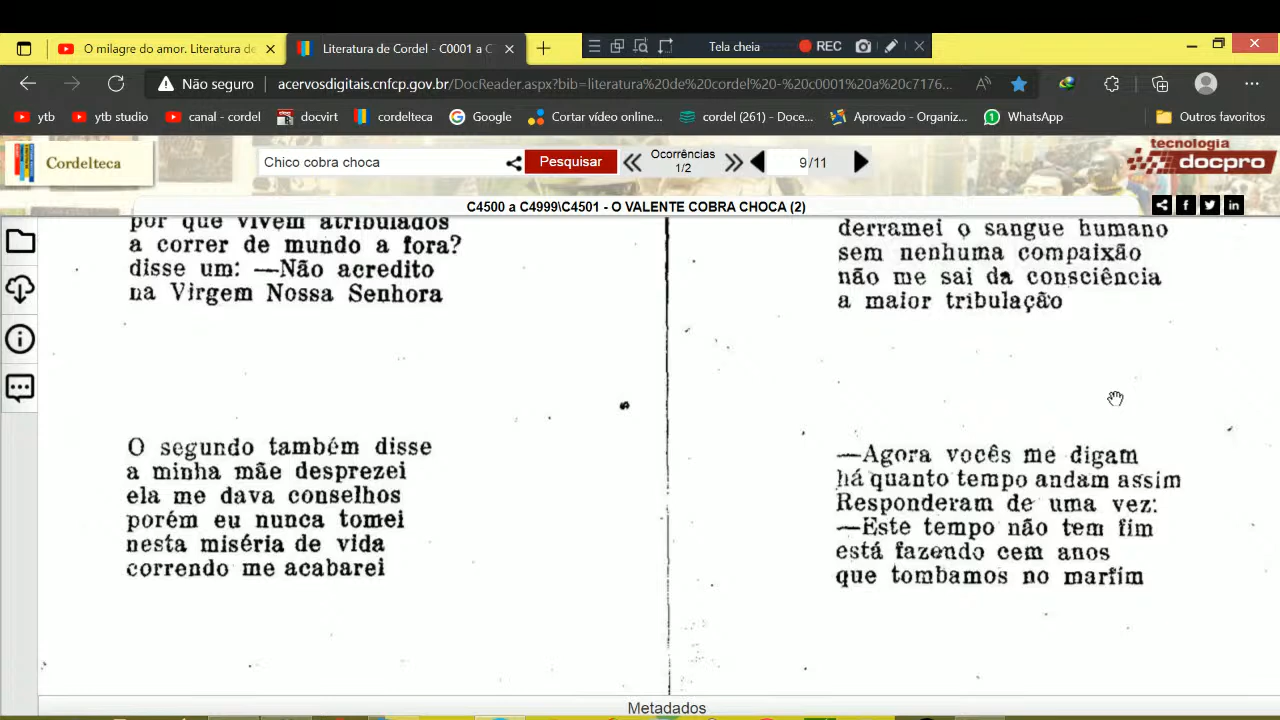 O milagre do amor. Literatura de
Literatura de Cordel - C0001 a C
Tela cheia
REC
Não seguro
acervosdigitais.cnfcp.gov.br/DocReader.aspx?bib=literatura%20de%20cordel%20-%20c0001%20a%20c7176...
ytb
ytb studio
canal - cordel
docvirt
cordelteca
Google
Cortar vídeo online...
cordel (261) - Doce...
Aprovado - Organiz...
WhatsApp
Outros favoritos
Cordelteca
Chico cobra choca
Pesquisar
Ocorrências
1/2
9/11
tecnologia
docpro
C4500 a C4999\C4501 - O VALENTE COBRA CHOCA (2)
por que vivem atribulados
a correr de mundo a fora?
disse um: —Não acredito
na Virgem Nossa Senhora
O segundo também disse
a minha mãe desprezei
ela me dava conselhos
porém eu nunca tomei
nesta miséria de vida
correndo me acabarei
derramei o sangue humano
sem nenhuma compaixão
não me sai da consciência
a maior tribulação
—Agora vocês me digam
há quanto tempo andam assim
Responderam de uma vez:
—Este tempo não tem fim
está fazendo cem anos
que tombamos no marfim
Metadados